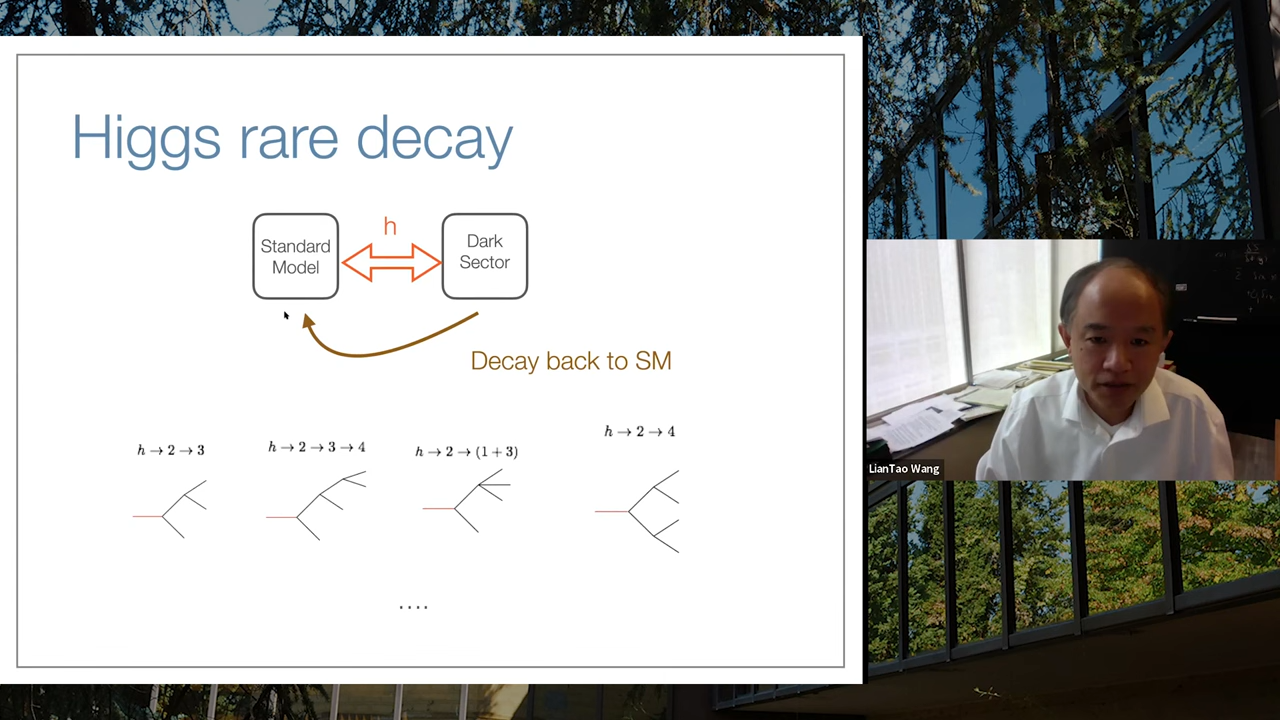 Higgs rare decay
h
Standard
Model
Dark
Sector
Decay back to SM
h → 2 → 3
h → 2 → 3 → 4
h → 2 → (1 + 3)
h → 2 → 4
....
LianTao Wang